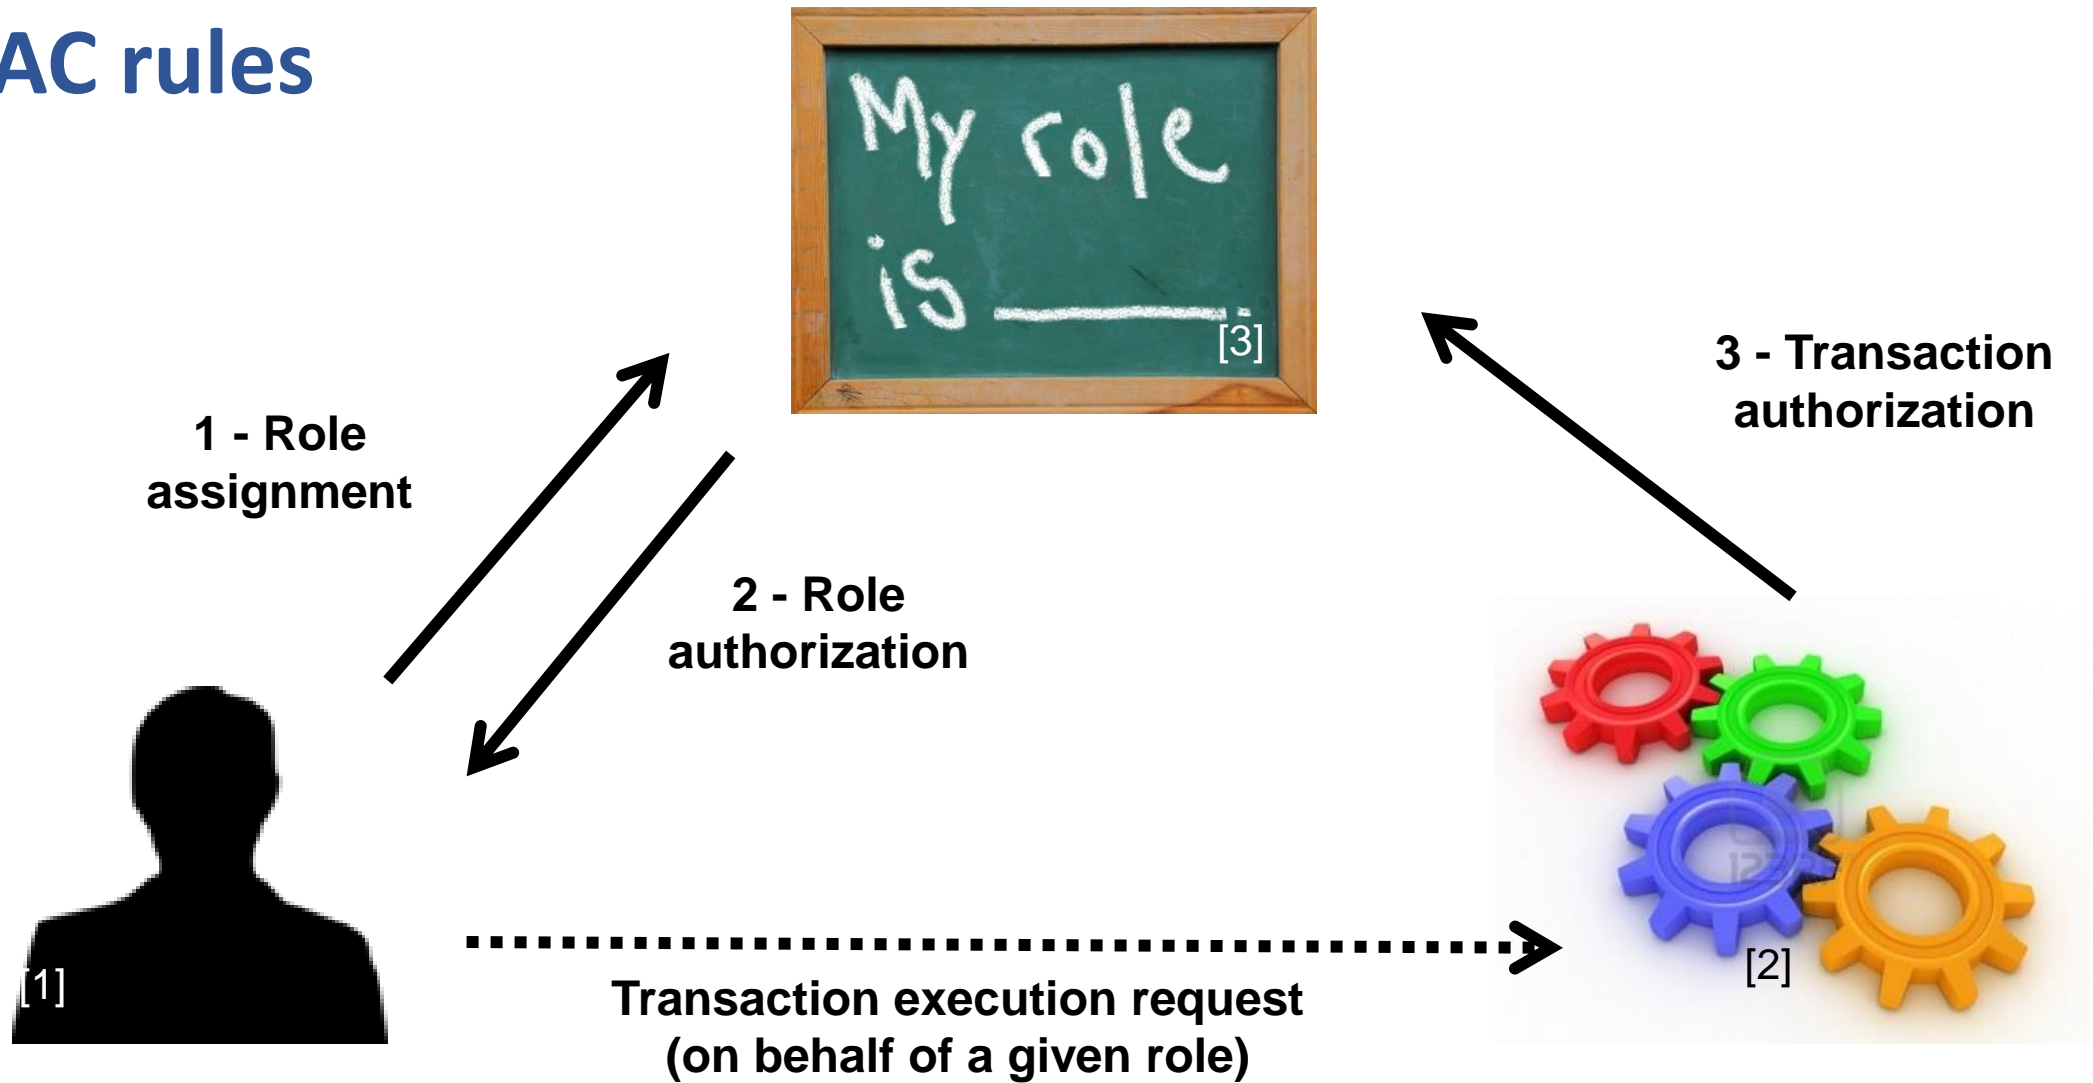 AC rules
My role
is ______.
[3]
1 - Role
assignment
2 - Role
authorization
3 - Transaction
authorization
[1]
[2]
Transaction execution request
(on behalf of a given role)